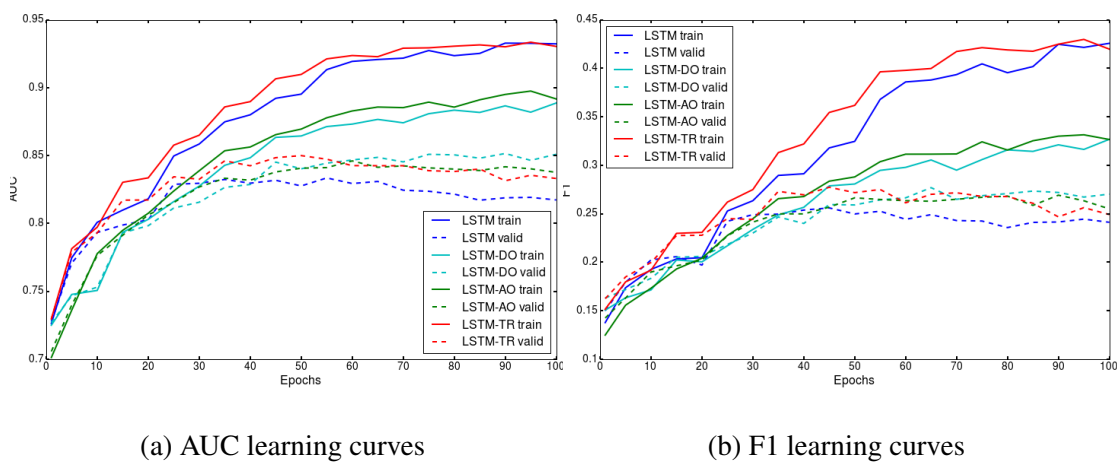 0.95
0.9
0.85
AUC
0.8
0.75
0.7
0 10 20 30 40 50 60 70 80 90 100
Epochs
LSTM train
LSTM valid
LSTM-DO train
LSTM-DO valid
LSTM-AO train
LSTM-AO valid
LSTM-TR train
LSTM-TR valid
(a) AUC learning curves
0.45
0.4
0.35
0.3
F1
0.25
0.2
0.15
0.1
0 10 20 30 40 50 60 70 80 90 100
Epochs
LSTM train
LSTM valid
LSTM-DO train
LSTM-DO valid
LSTM-AO train
LSTM-AO valid
LSTM-TR train
LSTM-TR valid
(b) F1 learning curves